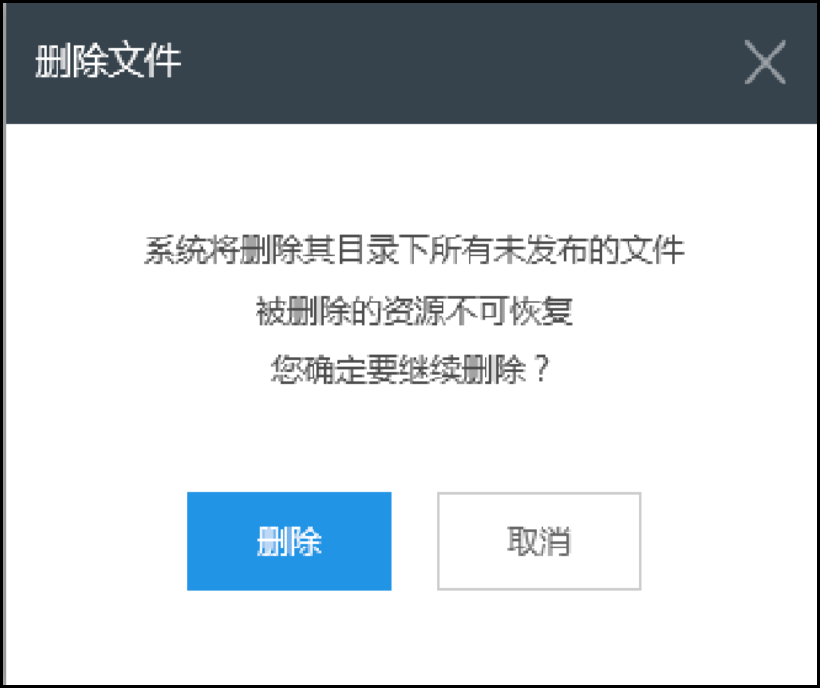 删除文件
系统将删除其目录下所有未发布的文件
被删除的资源不可恢复
您确定要继续删除？
删除
取消